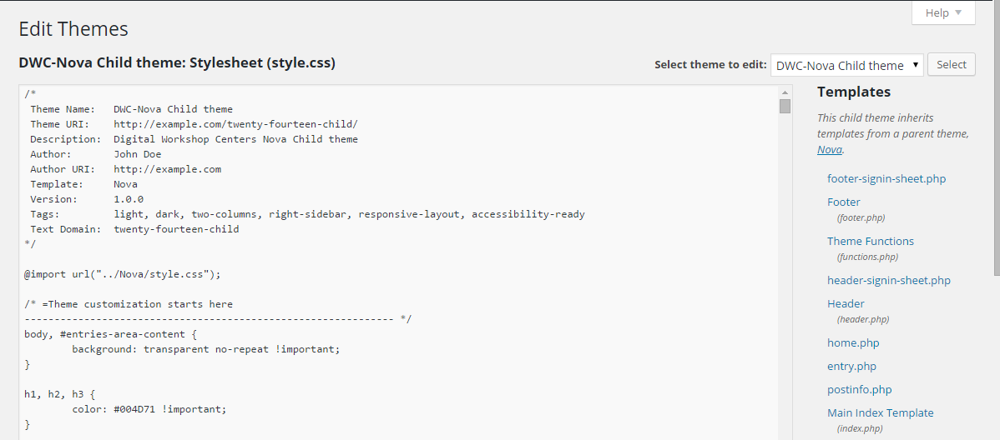 Help
Edit Themes
DWC-Nova Child theme: Stylesheet (style.css)
Select theme to edit: DWC-Nova Child theme Select
/*
Theme Name: DWC-Nova Child theme
Theme URI: http://example.com/twenty-fourteen-child/
Description: Digital Workshop Centers Nova Child theme
Author: John Doe
Author URI: http://example.com
Template: Nova
Version: 1.0.0
Tags: light, dark, two-columns, right-sidebar, responsive-layout, accessibility-ready
Text Domain: twenty-fourteen-child
*/
@import url("../Nova/style.css");
/* =Theme customization starts here
-------------------------------------------------------------- */
body, #entries-area-content {
background: transparent no-repeat !important;
}
h1, h2, h3 {
color: #004D71 !important;
}
Templates
This child theme inherits
templates from a parent theme,
Nova.
footer-signin-sheet.php
Footer
(footer.php)
Theme Functions
(functions.php)
header-signin-sheet.php
Header
(header.php)
home.php
entry.php
postinfo.php
Main Index Template
(index.php)